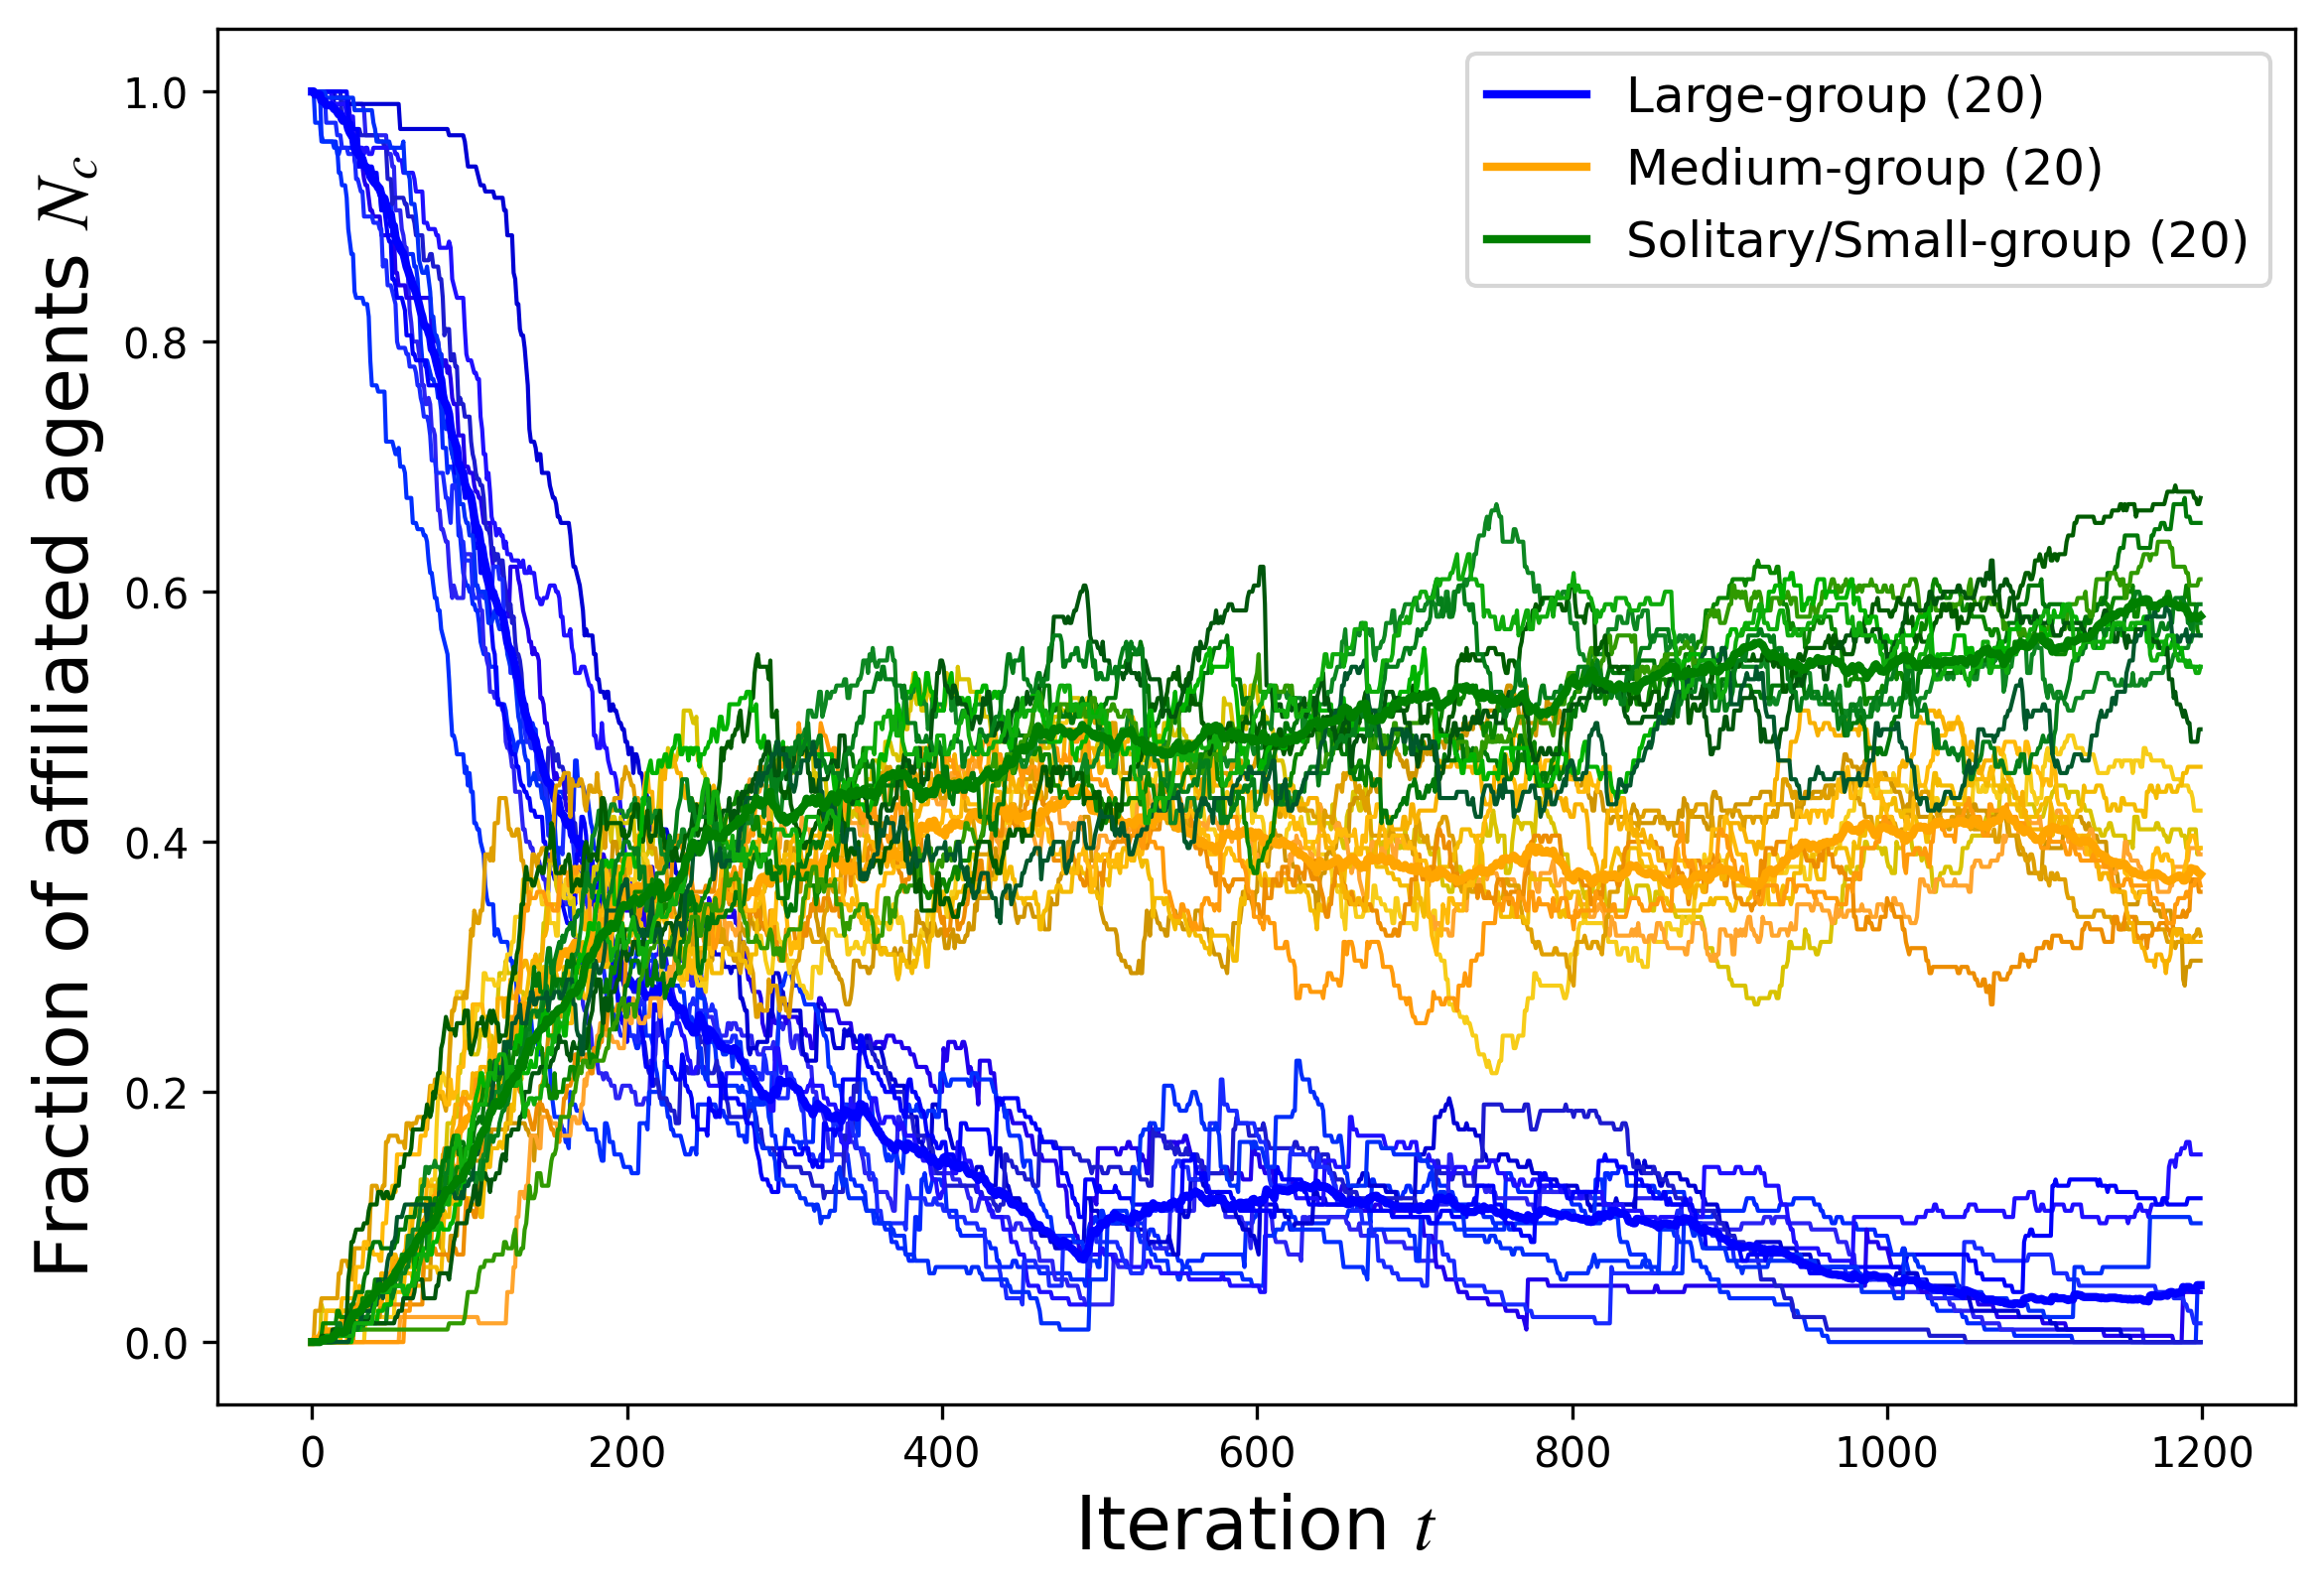 Fraction of affiliated agents N_c
1.0
0.8
0.6
0.4
0.2
0.0
Large-group (20)
Medium-group (20)
Solitary/Small-group (20)
0 200 400 600 800 1000 1200
Iteration t